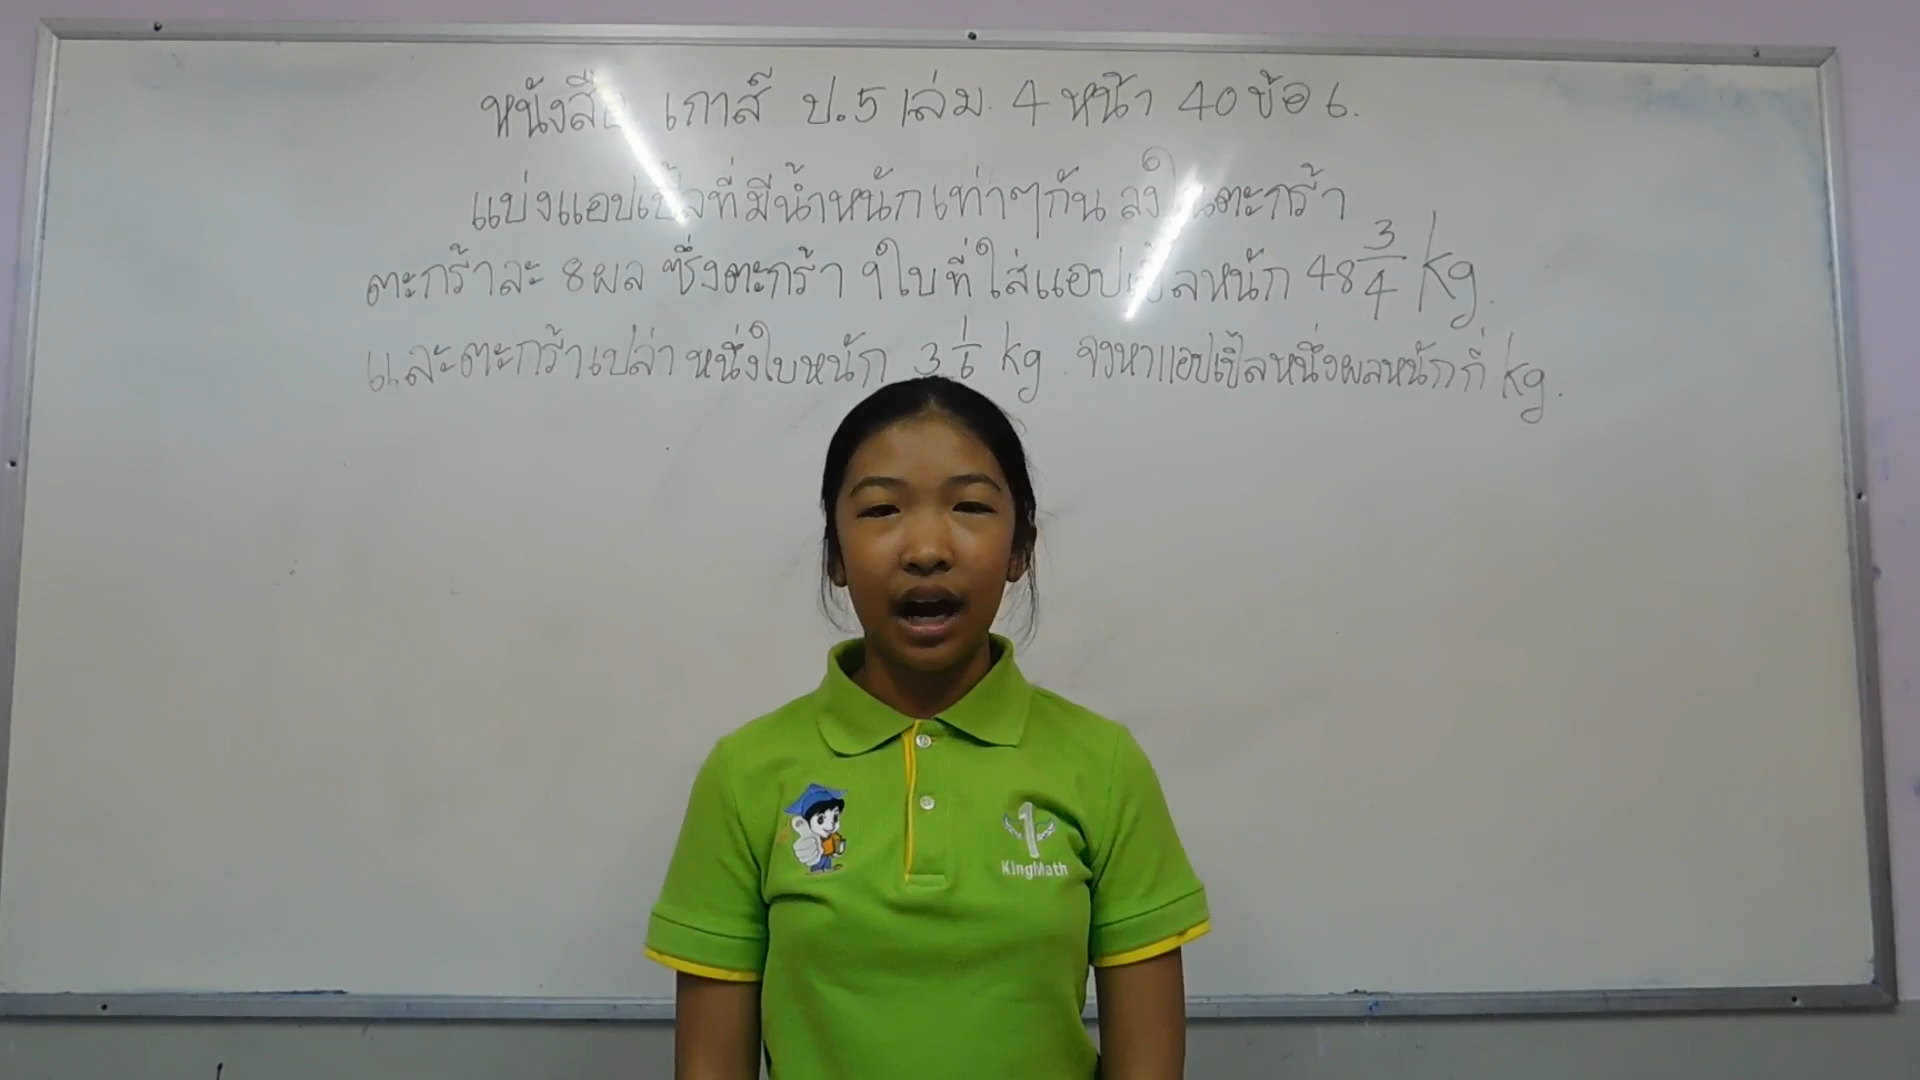 หนังสือ เกาส์ ป.5 เล่ม 4 หน้า 40 ข้อ 6.
แบ่งแอปเปิ้ลที่มีน้ำหนักเท่าๆกัน ลงในตะกร้า
ตะกร้าละ 8 ผล ซึ่งตะกร้า 9 ใบที่ใส่แอปเปิ้ลหนัก 48 3/4 kg.
และตะกร้าเปล่า หนึ่งใบหนัก 3 1/6 kg จงหาแอปเปิ้ลหนึ่งผลหนักกี่ kg.
1
KingMath